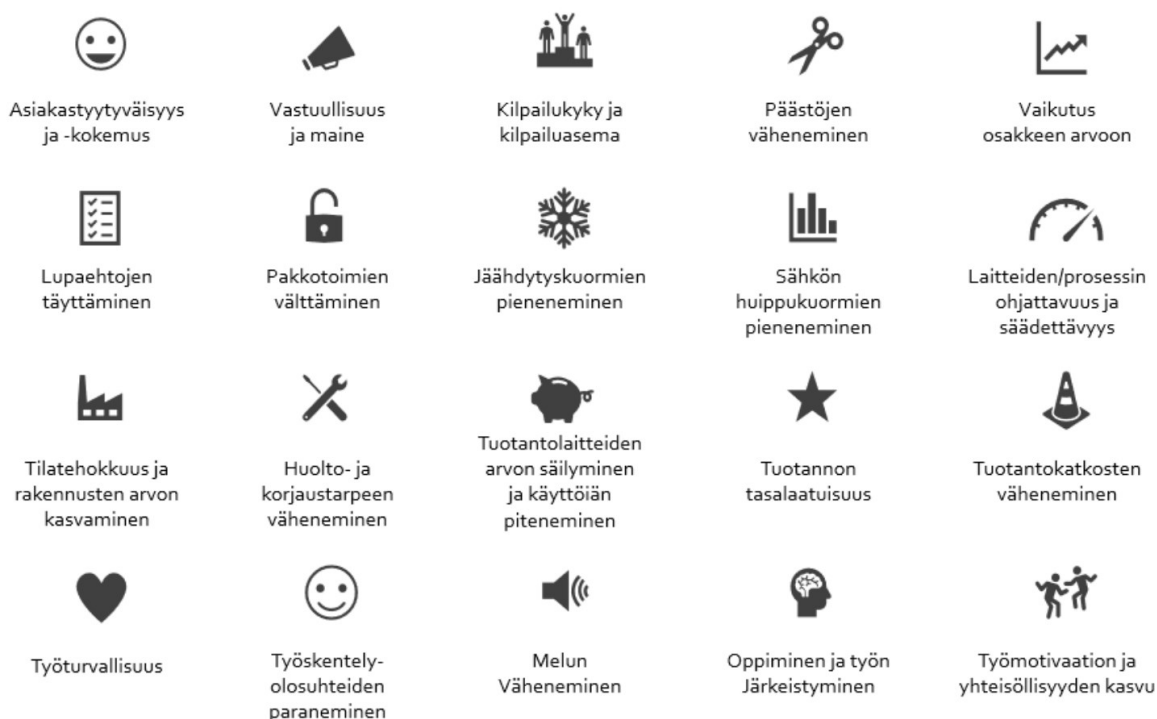 Asiakastyytyväisyys
ja -kokemus
Vastuullisuus
ja maine
Kilpailukyky ja
kilpailuasema
Päästöjen
väheneminen
Vaikutus
osakkeen arvoon
Lupaehtojen
täyttäminen
Pakkotoimien
välttäminen
Jäähdytyskuormien
pieneneminen
Sähkön
huippukuormien
pieneneminen
Laitteiden/prosessin
ohjattavuus ja
säädettävyys
Tilatehokkuus ja
rakennusten arvon
kasvaminen
Huolto- ja
korjaustarpeen
väheneminen
Tuotantolaitteiden
arvon säilyminen
ja käyttöiän
piteneminen
Tuotannon
tasalaatuisuus
Tuotantokatkosten
väheneminen
Työturvallisuus
Työskentely-
olosuhteiden
paraneminen
Melun
Väheneminen
Oppiminen ja työn
Järkeistyminen
Työmotivaation ja
yhteisöllisyyden kasvu